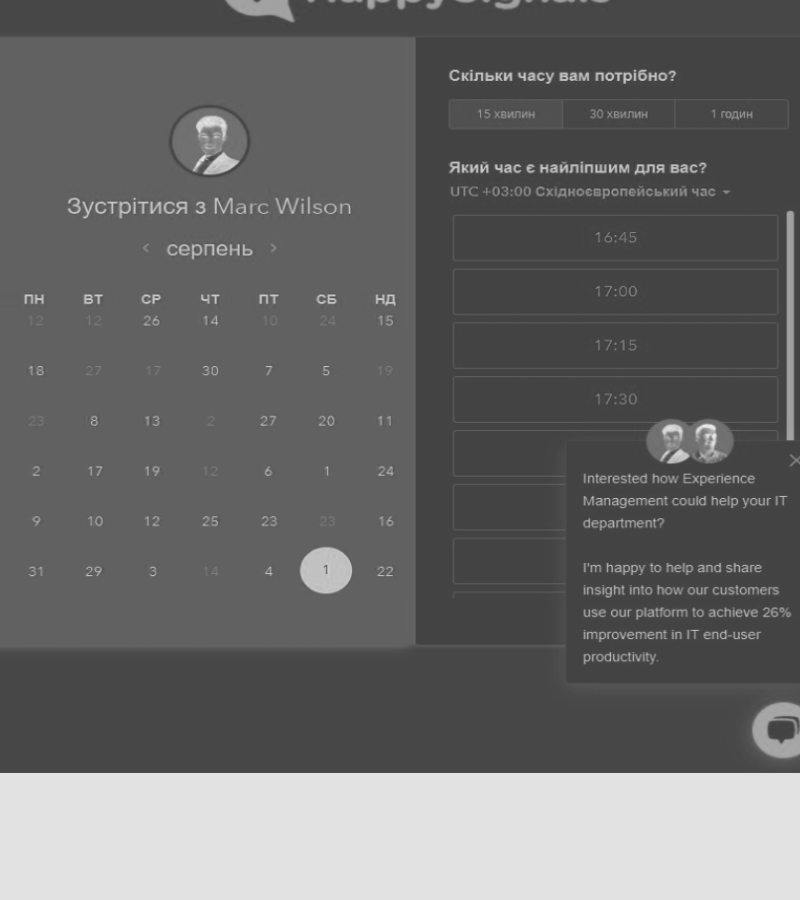 HappySignals
Зустрітися з Marc Wilson
‹ серпень ›
ПН ВТ СР ЧТ ПТ СБ НД
12 12 26 14 10 24 15
18 27 17 30 7 5 19
23 8 13 2 27 20 11
2 17 19 12 6 1 24
9 10 12 25 23 23 16
31 29 3 14 4 1 22
Скільки часу вам потрібно?
15 хвилин 30 хвилин 1 годин
Який час є найліпшим для вас?
UTC +03:00 Східноєвропейський час
16:45
17:00
17:15
17:30
Interested how Experience
Management could help your IT
department?
I'm happy to help and share
insight into how our customers
use our platform to achieve 26%
improvement in IT end-user
productivity.